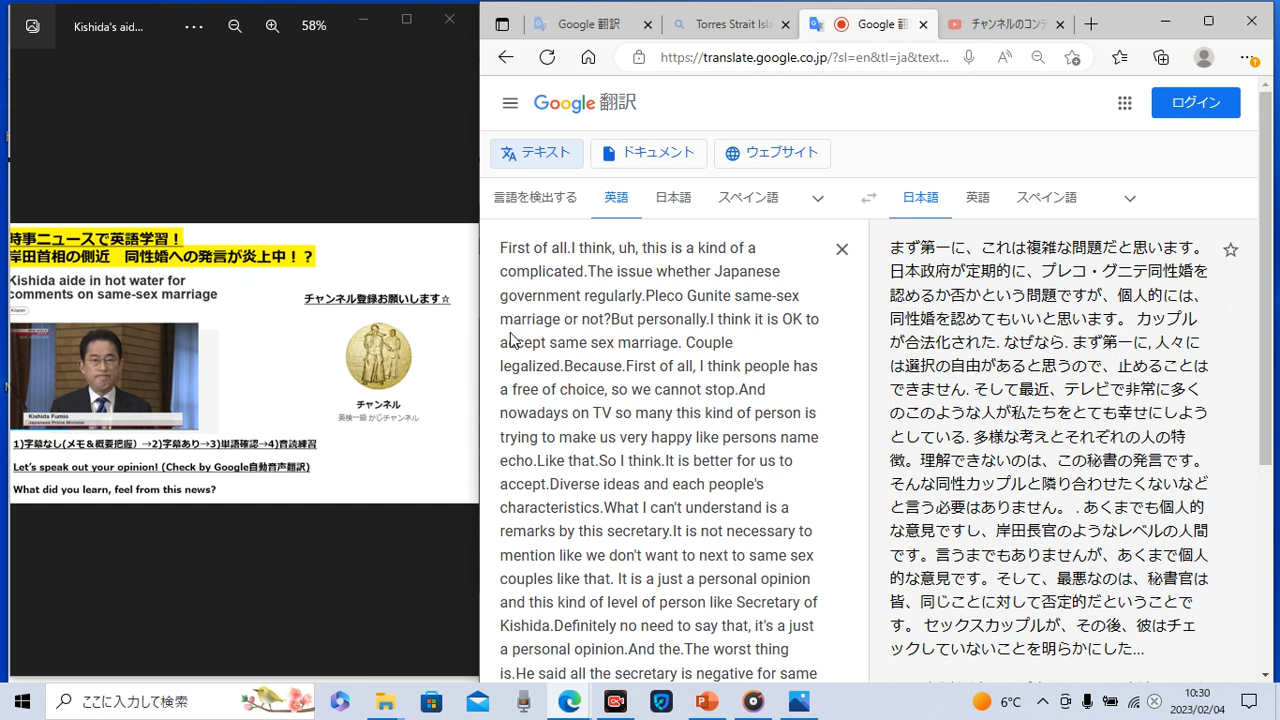 Kishida's aid...
58%
時事ニュースで英語学習！
岸田首相の側近　同性婚への発言が炎上中！？
Kishida aide in hot water for
comments on same-sex marriage
#Japan
チャンネル登録お願いします☆
Kishida Fumio
Japanese Prime Minister
チャンネル
英検一級 かじチャンネル
1)字幕なし(メモ＆概要把握）→2)字幕あり→3)単語確認→4)音読練習
Let's speak out your opinion! (Check by Google自動音声翻訳)
What did you learn, feel from this news?
Google 翻訳
Torres Strait Isla
Google 翻
チャンネルのコンテ
https://translate.google.co.jp/?sl=en&tl=ja&text...
Google 翻訳
ログイン
テキスト
ドキュメント
ウェブサイト
言語を検出する
英語
日本語
スペイン語
日本語
英語
スペイン語
First of all.I think, uh, this is a kind of a
complicated.The issue whether Japanese
government regularly.Pleco Gunite same-sex
marriage or not?But personally.I think it is OK to
accept same sex marriage. Couple
legalized.Because.First of all, I think people has
a free of choice, so we cannot stop.And
nowadays on TV so many this kind of person is
trying to make us very happy like persons name
echo.Like that.So I think.It is better for us to
accept.Diverse ideas and each people's
characteristics.What I can't understand is a
remarks by this secretary.It is not necessary to
mention like we don't want to next to same sex
couples like that. It is a just a personal opinion
and this kind of level of person like Secretary of
Kishida.Definitely no need to say that, it's a just
a personal opinion.And the.The worst thing
is.He said all the secretary is negative for same
まず第一に、これは複雑な問題だと思います。
日本政府が定期的に、プレコ・グニテ同性婚を
認めるか否かという問題ですが、個人的には、
同性婚を認めてもいいと思います。 カップル
が合法化された. なぜなら. まず第一に, 人々に
は選択の自由があると思うので、止めることは
できません. そして最近、テレビで非常に多く
のこのような人が私たちをとても幸せにしよう
としている. 多様な考えとそれぞれの人の特
徴。理解できないのは、この秘書の発言です。
そんな同性カップルと隣り合わせたくないなど
と言う必要はありません。 . あくまでも個人的
な意見ですし、岸田長官のようなレベルの人間
です。言うまでもありませんが、あくまで個人
的な意見です。そして、最悪なのは、秘書官は
皆、同じことに対して否定的だということで
す。 セックスカップルが、その後、彼はチェ
ックしていないことを明らかにした...
ここに入力して検索
6°C
10:30
2023/02/04